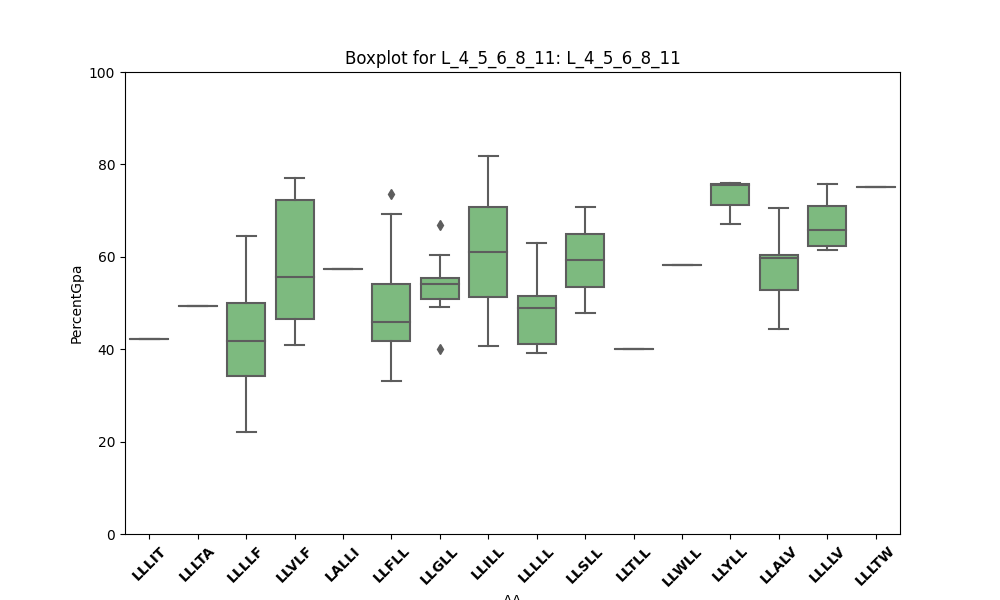 Boxplot for L_4_5_6_8_11: L_4_5_6_8_11
PercentGpa
100
80
60
40
20
0
LLLIT
LLLTA
LLLLF
LLVLF
LALLI
LLFLL
LLGLL
LLILL
LLLLL
LLSLL
LLTLL
LLWLL
LLYLL
LLALV
LLLLV
LLLTW
AA